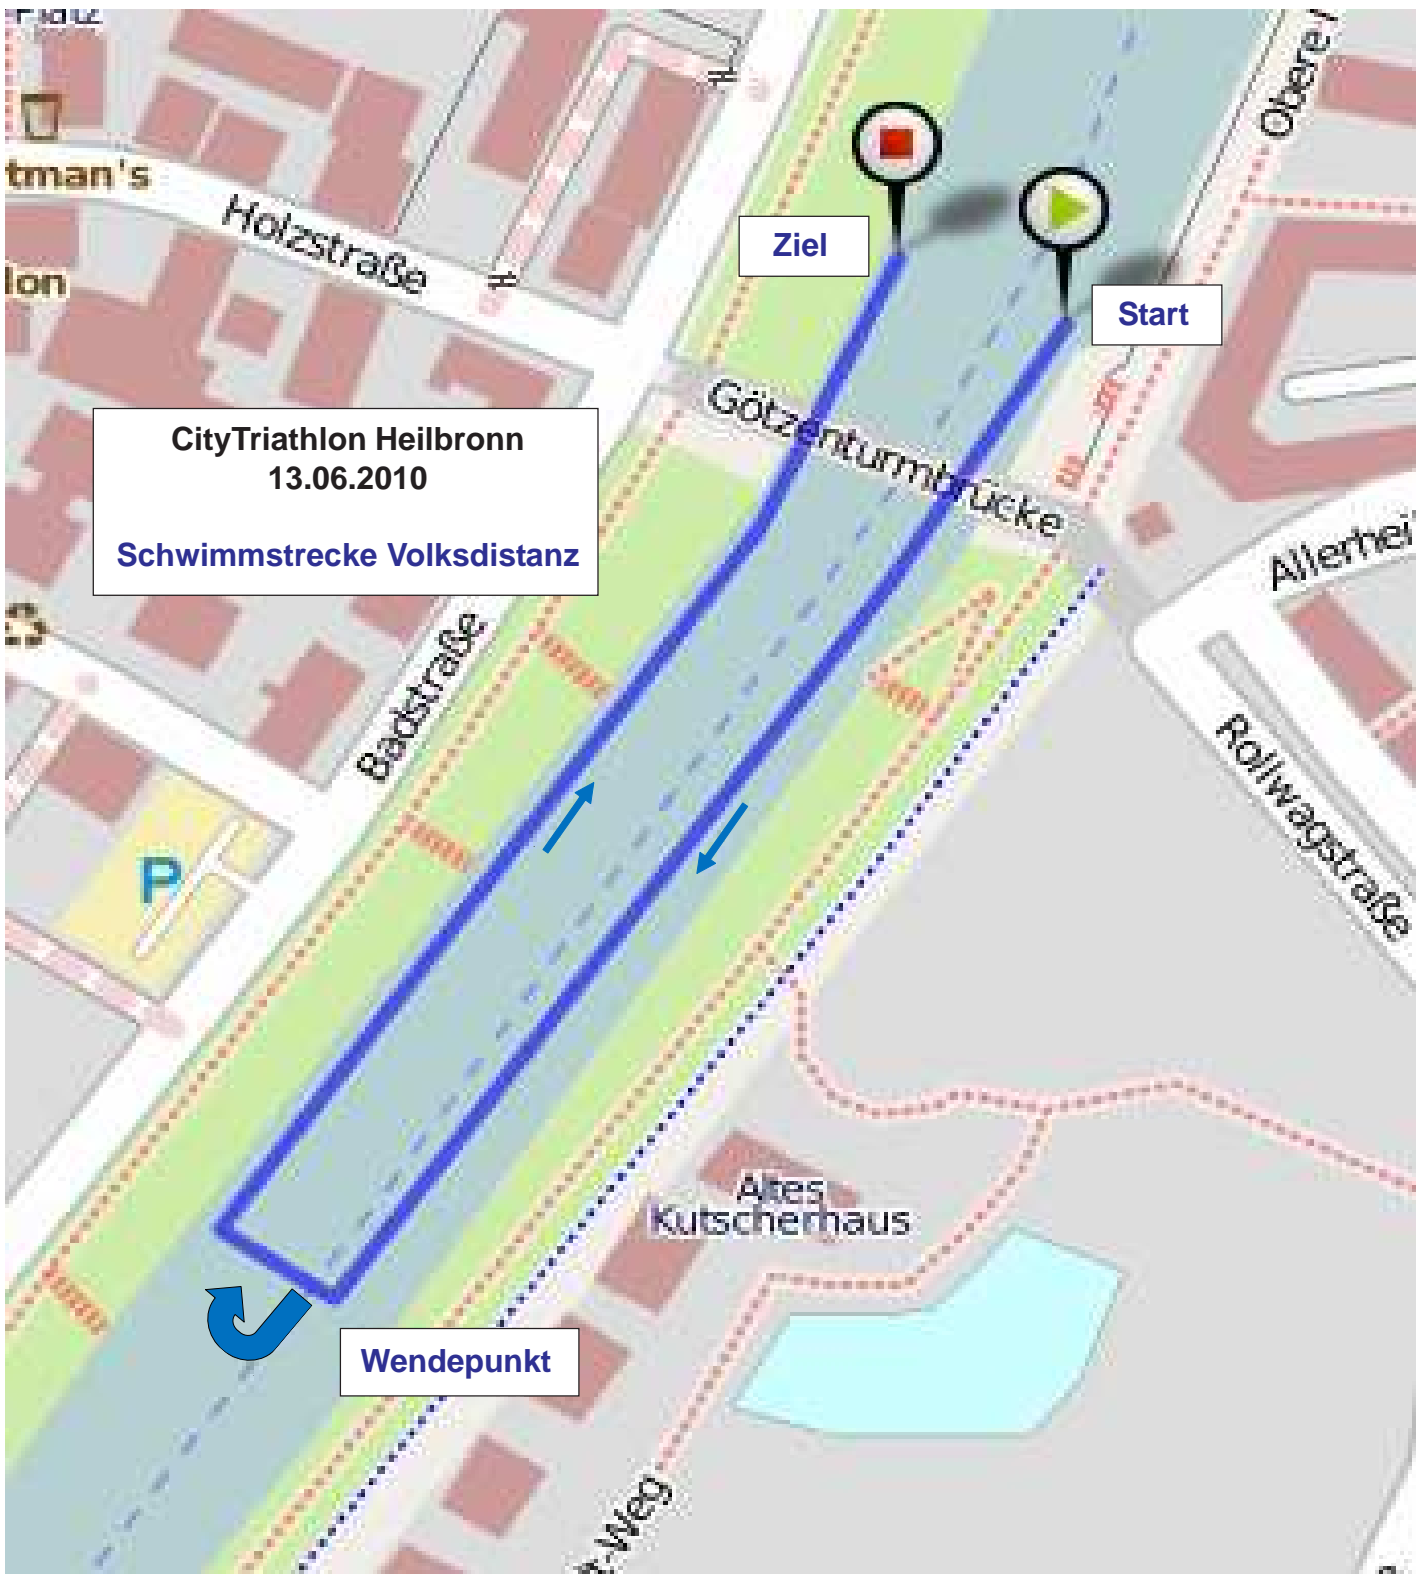 Platz
Obere
tman's
Holzstraße
lon
Ziel
Start
Götzenturmbrücke
CityTriathlon Heilbronn
13.06.2010
Schwimmstrecke Volksdistanz
Allerhei
Badstraße
Rollwagstraße
P
Altes
Kutscherhaus
Wendepunkt
t-Weg